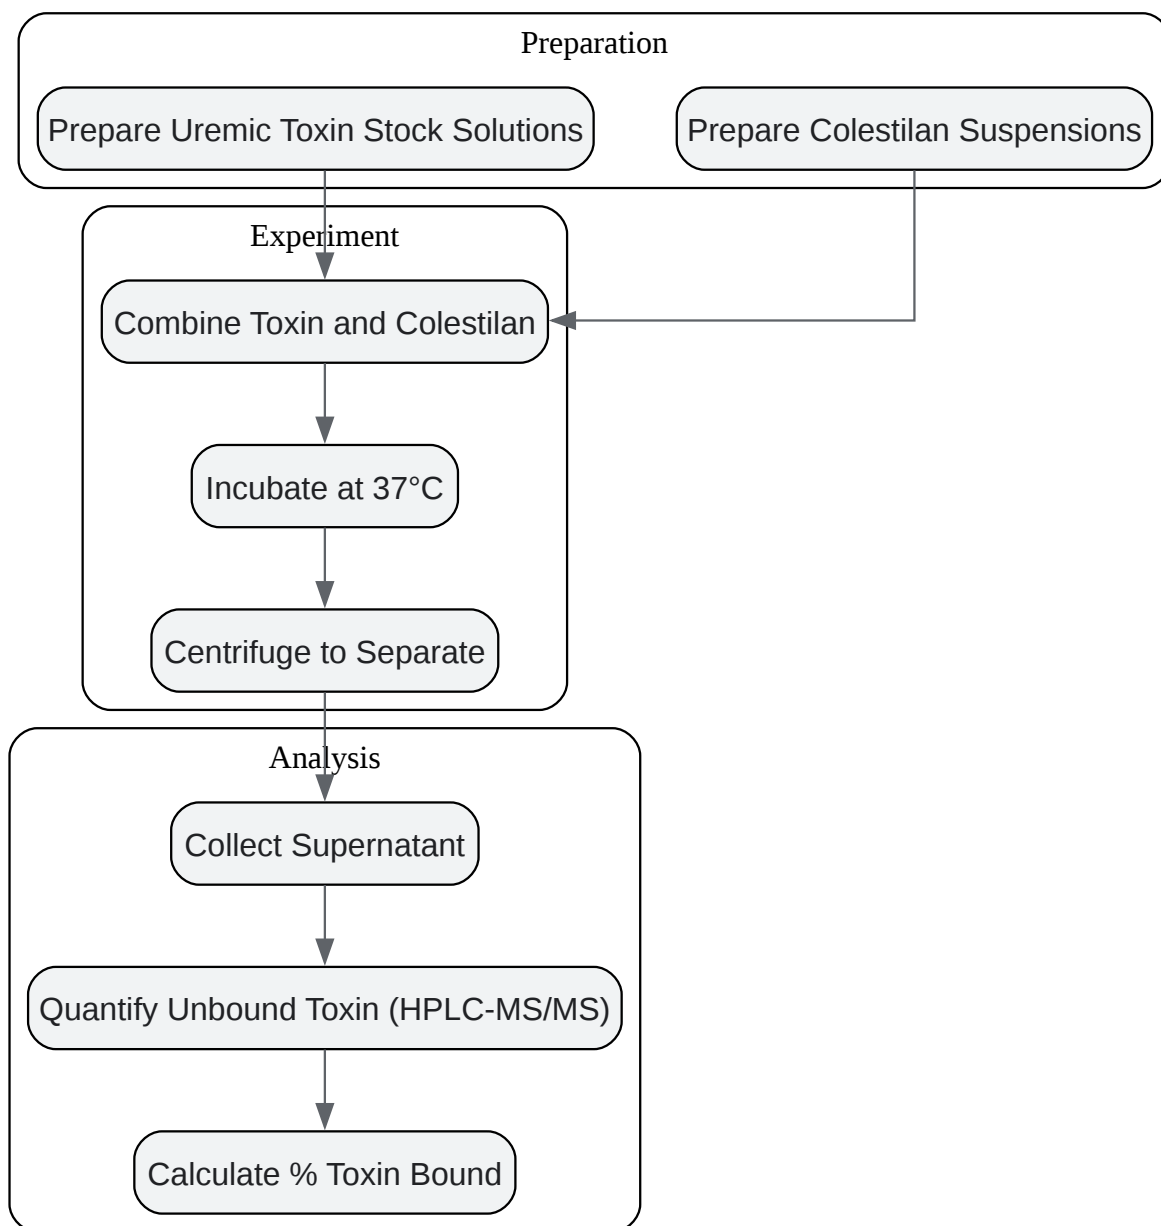 Preparation
Prepare Uremic Toxin Stock Solutions
Prepare Colestilan Suspensions
Experiment
Combine Toxin and Colestilan
Incubate at 37°C
Centrifuge to Separate
Analysis
Collect Supernatant
Quantify Unbound Toxin (HPLC-MS/MS)
Calculate % Toxin Bound